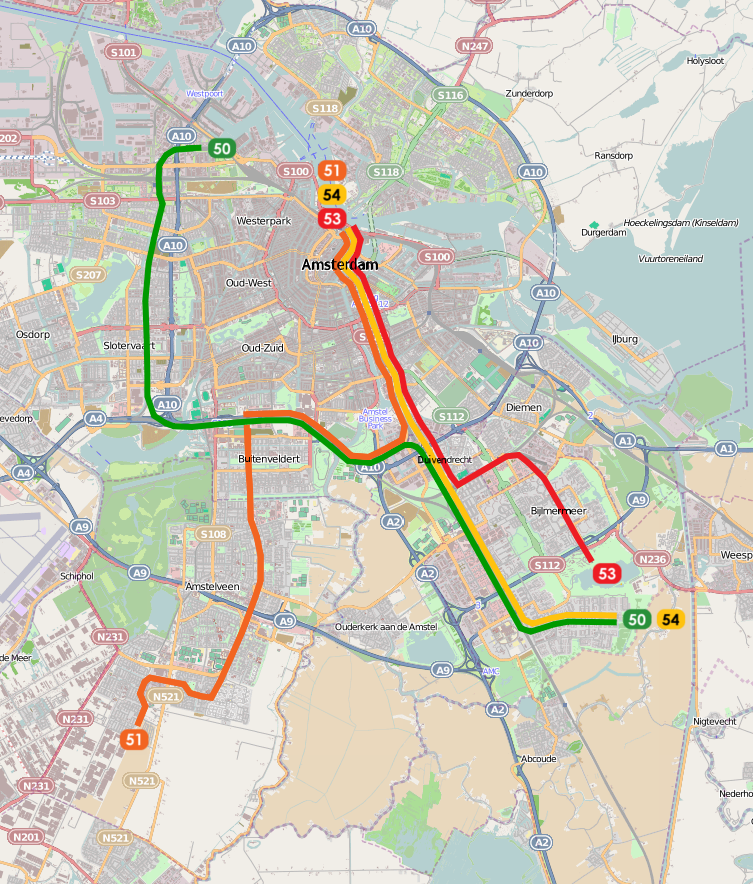 A10
A10
N247
S101
Holysloot
Westpoort
Zunderdorp
S116
S118
A10
202
50
Ransdorp
S100
51
S118
A10
54
S103
53
Westerpark
Hoeckelingsdam (Kinseldam)
Durgerdam
A10
Amsterdam
S100
Vuurtoreneiland
S207
Oud-West
A10
Osdorp
Slotervaart
Oud-Zuid
IJburg
A10
A10
Diemen
S112
2
evedorp
A4
Amstel
Business
Park
A1
A1
Buitenveldert
A10
Duivendrecht
A4
A9
Bijlmermeer
A2
A9
S108
Weesp
S112
N236
Schiphol
A9
A2
53
Amstelveen
3
A9
50
54
Ouderkerk aan de Amstel
N231
de Meer
A9
AMC
N521
A2
N231
Nigtevecht
51
Abcoude
N521
N231
Nederho
N201
N521
A2